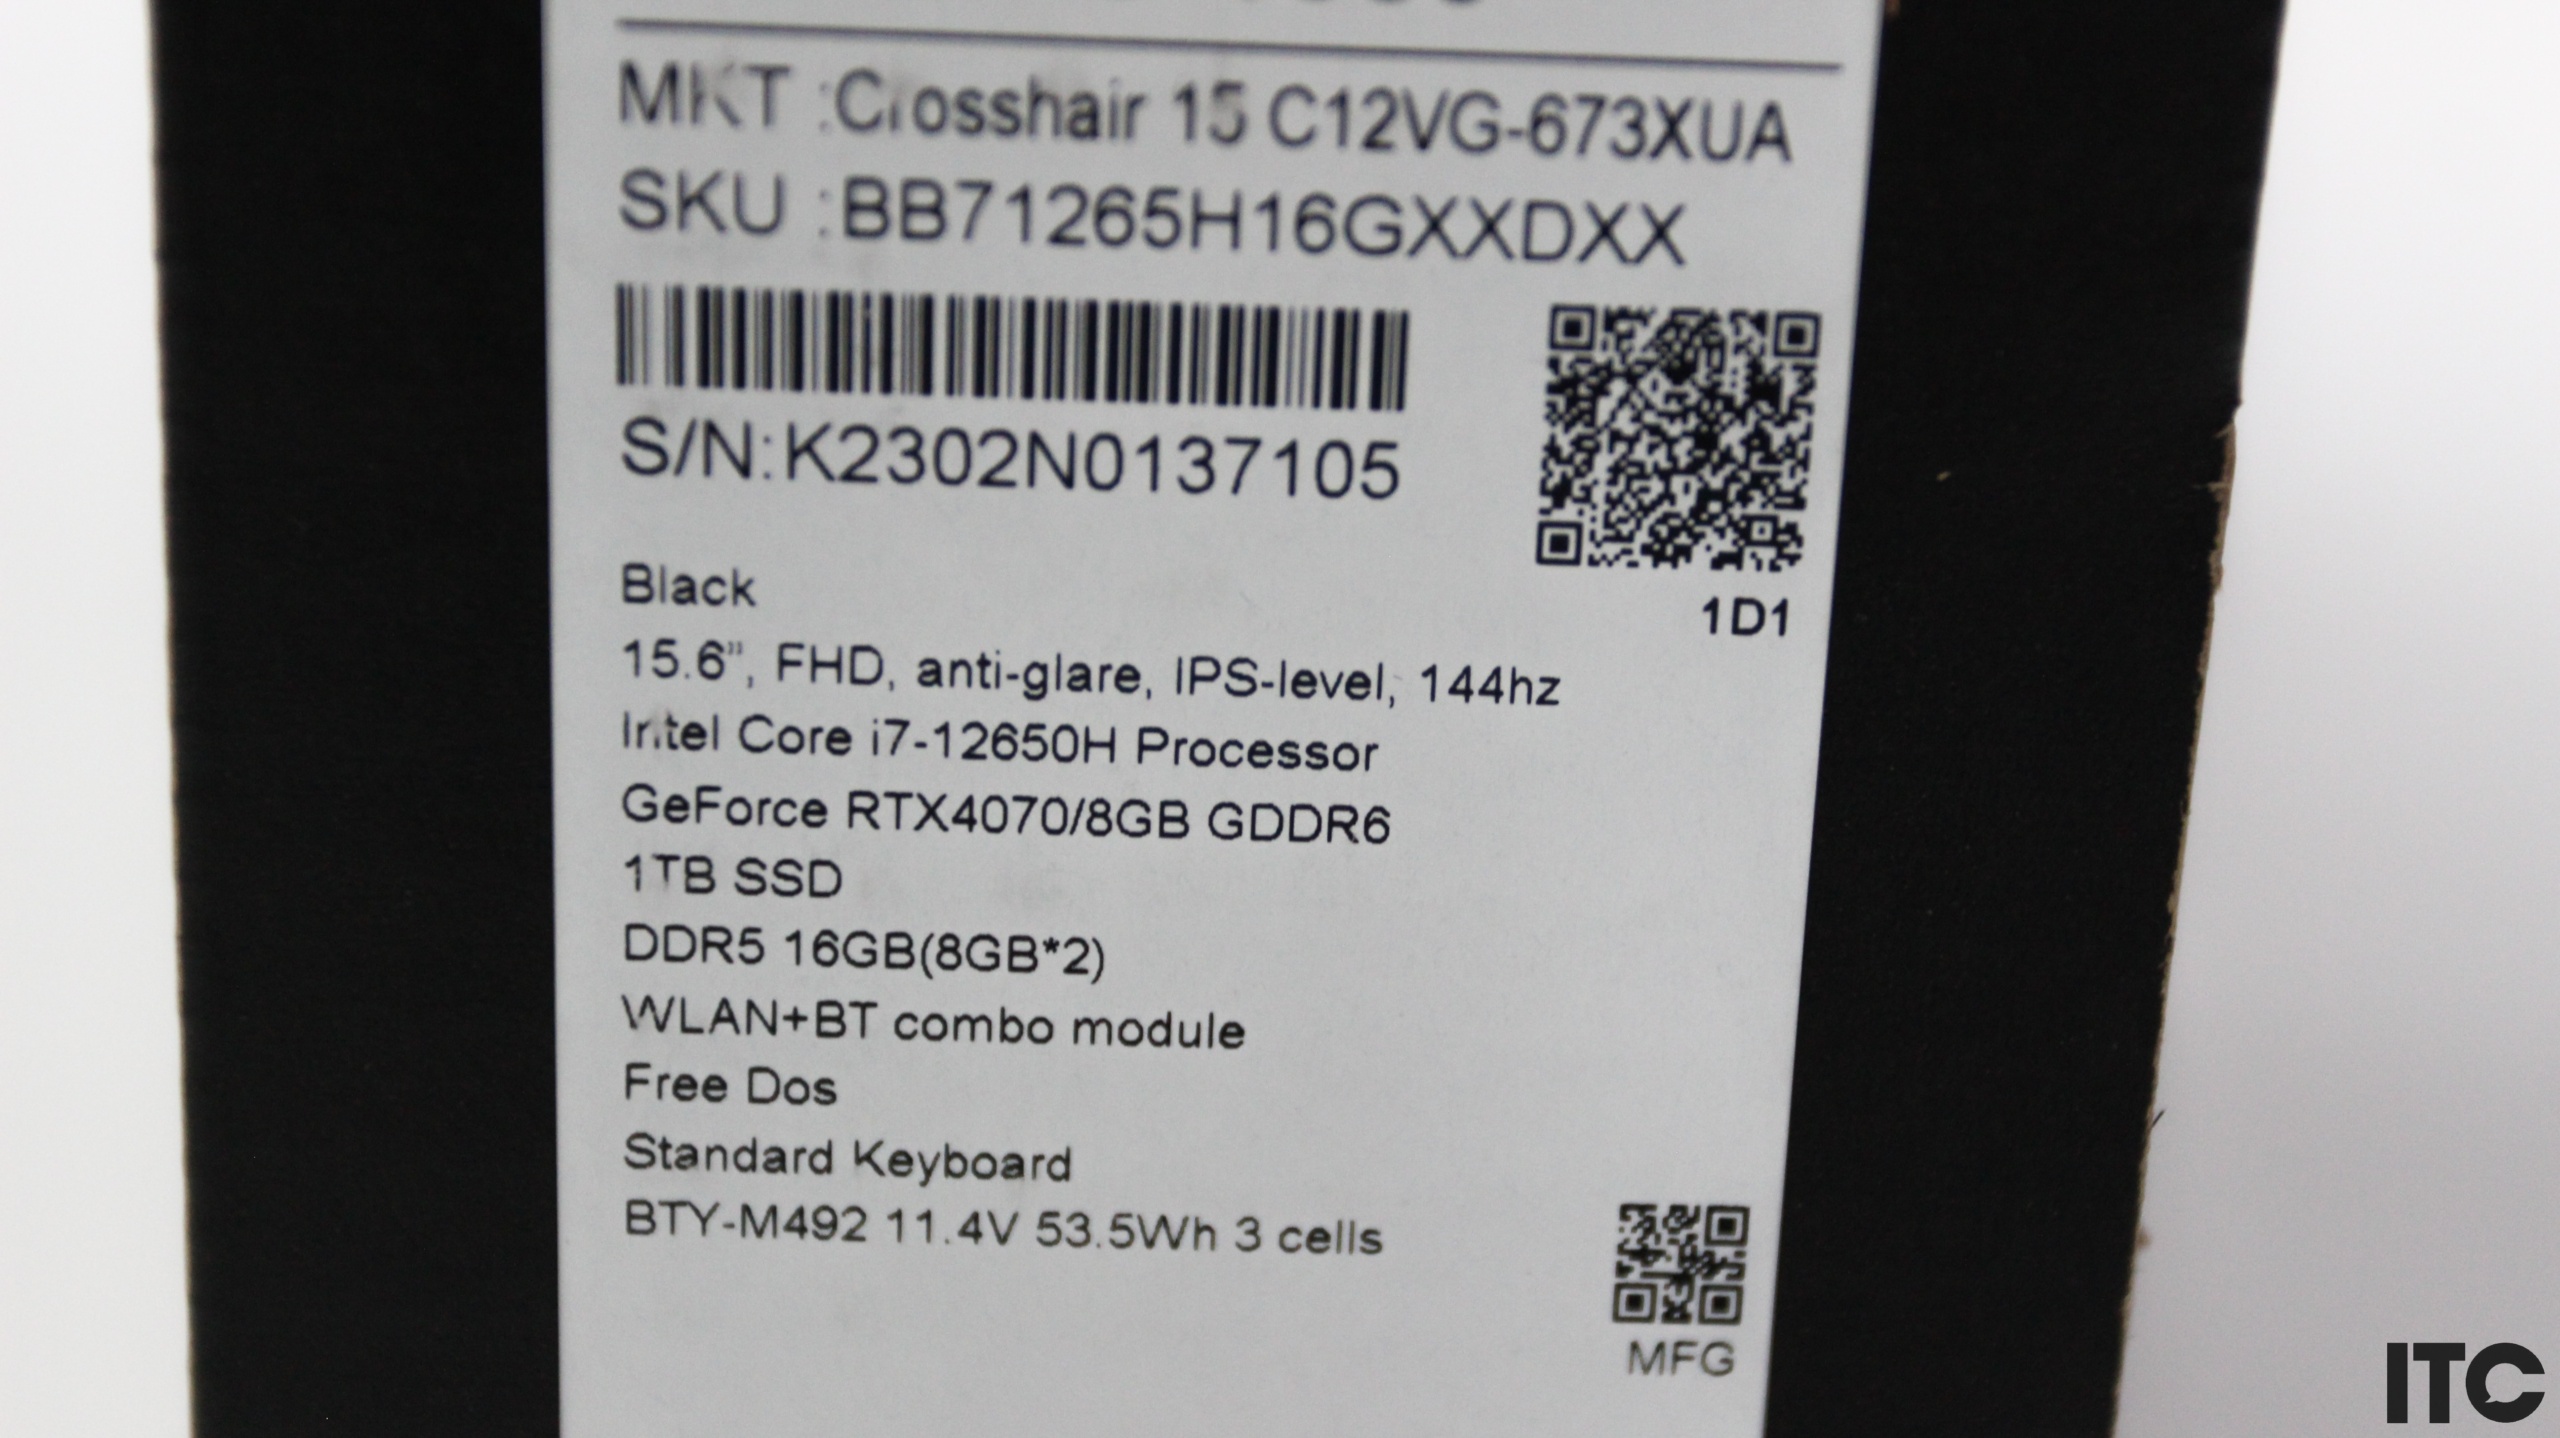 MKT :Crosshair 15 C12VG-673XUA
SKU :BB71265H16GXXDXX
S/N:K2302N0137105
1D1
Black
15.6", FHD, anti-glare, IPS-level, 144hz
Intel Core i7-12650H Processor
GeForce RTX4070/8GB GDDR6
1TB SSD
DDR5 16GB(8GB*2)
WLAN+BT combo module
Free Dos
Standard Keyboard
BTY-M492 11.4V 53.5Wh 3 cells
MFG
ITC